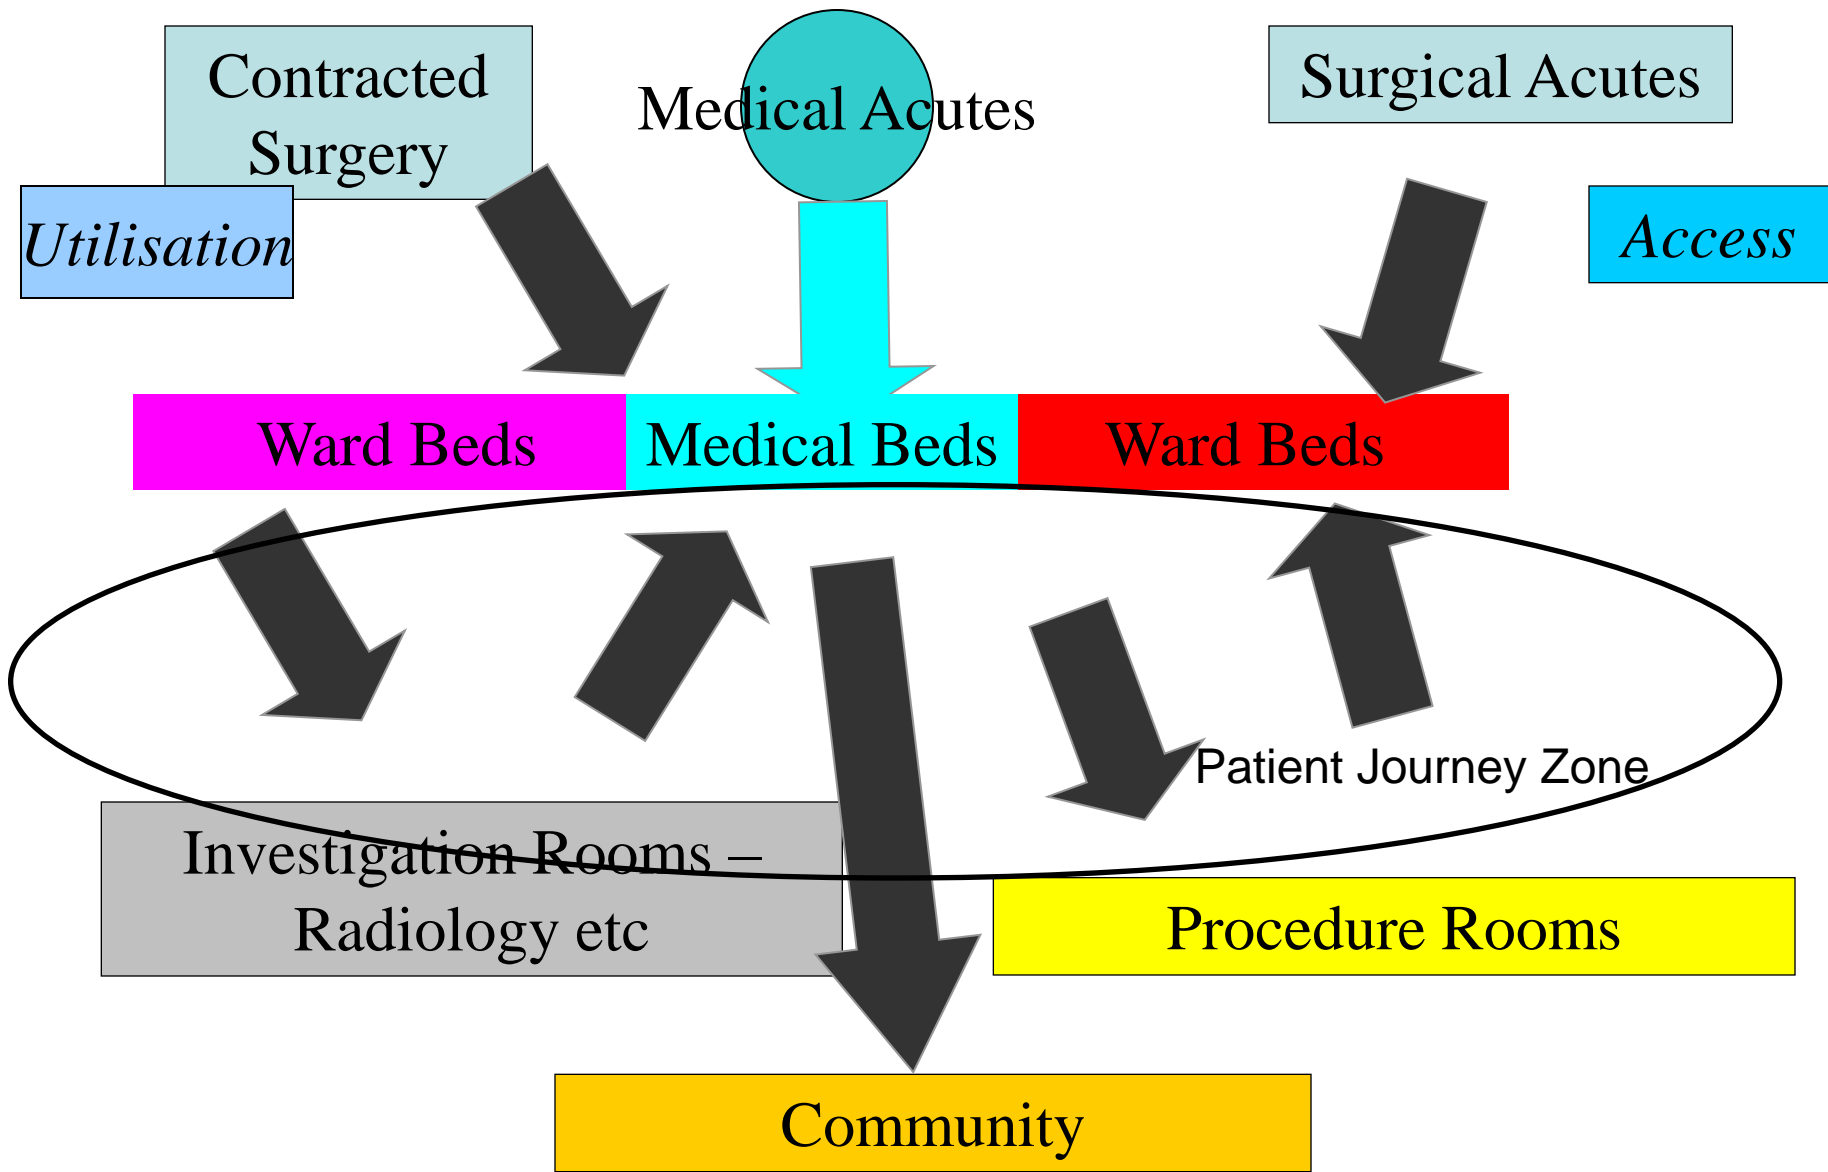 Contracted
Surgery
Medical Acutes
Surgical Acutes
Utilisation
Access
Ward Beds
Medical Beds
Ward Beds
Patient Journey Zone
Investigation Rooms –
Radiology etc
Procedure Rooms
Community